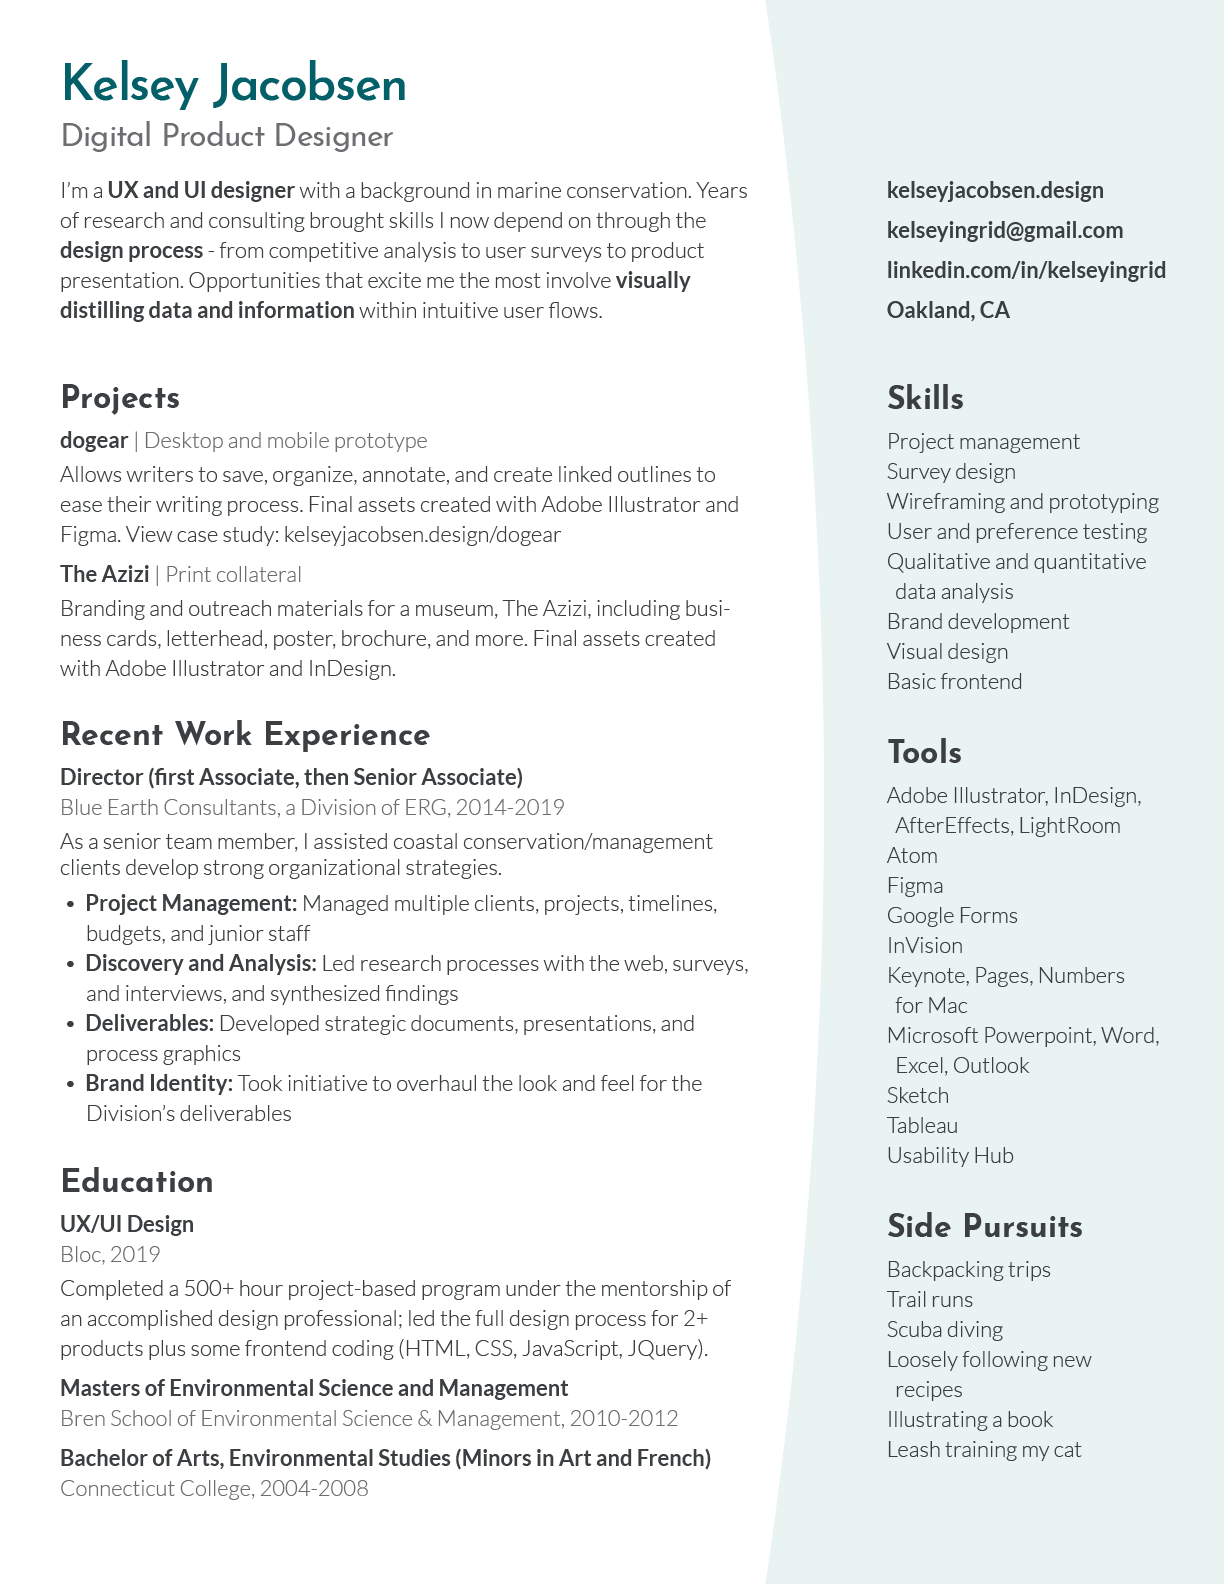 Kelsey Jacobsen
Digital Product Designer
I’m a UX and UI designer with a background in marine conservation. Years
of research and consulting brought skills I now depend on through the
design process - from competitive analysis to user surveys to product
presentation. Opportunities that excite me the most involve visually
distilling data and information within intuitive user flows.
Projects
dogear | Desktop and mobile prototype
Allows writers to save, organize, annotate, and create linked outlines to
ease their writing process. Final assets created with Adobe Illustrator and
Figma. View case study: kelseyjacobsen.design/dogear
The Azizi | Print collateral
Branding and outreach materials for a museum, The Azizi, including busi-
ness cards, letterhead, poster, brochure, and more. Final assets created
with Adobe Illustrator and InDesign.
Recent Work Experience
Director (first Associate, then Senior Associate)
Blue Earth Consultants, a Division of ERG, 2014-2019
As a senior team member, I assisted coastal conservation/management
clients develop strong organizational strategies.
• Project Management: Managed multiple clients, projects, timelines,
budgets, and junior staff
• Discovery and Analysis: Led research processes with the web, surveys,
and interviews, and synthesized findings
• Deliverables: Developed strategic documents, presentations, and
process graphics
• Brand Identity: Took initiative to overhaul the look and feel for the
Division’s deliverables
Education
UX/UI Design
Bloc, 2019
Completed a 500+ hour project-based program under the mentorship of
an accomplished design professional; led the full design process for 2+
products plus some frontend coding (HTML, CSS, JavaScript, JQuery).
Masters of Environmental Science and Management
Bren School of Environmental Science & Management, 2010-2012
Bachelor of Arts, Environmental Studies (Minors in Art and French)
Connecticut College, 2004-2008
kelseyjacobsen.design
kelseyingrid@gmail.com
linkedin.com/in/kelseyingrid
Oakland, CA
Skills
Project management
Survey design
Wireframing and prototyping
User and preference testing
Qualitative and quantitative
data analysis
Brand development
Visual design
Basic frontend
Tools
Adobe Illustrator, InDesign,
AfterEffects, LightRoom
Atom
Figma
Google Forms
InVision
Keynote, Pages, Numbers
for Mac
Microsoft Powerpoint, Word,
Excel, Outlook
Sketch
Tableau
Usability Hub
Side Pursuits
Backpacking trips
Trail runs
Scuba diving
Loosely following new
recipes
Illustrating a book
Leash training my cat